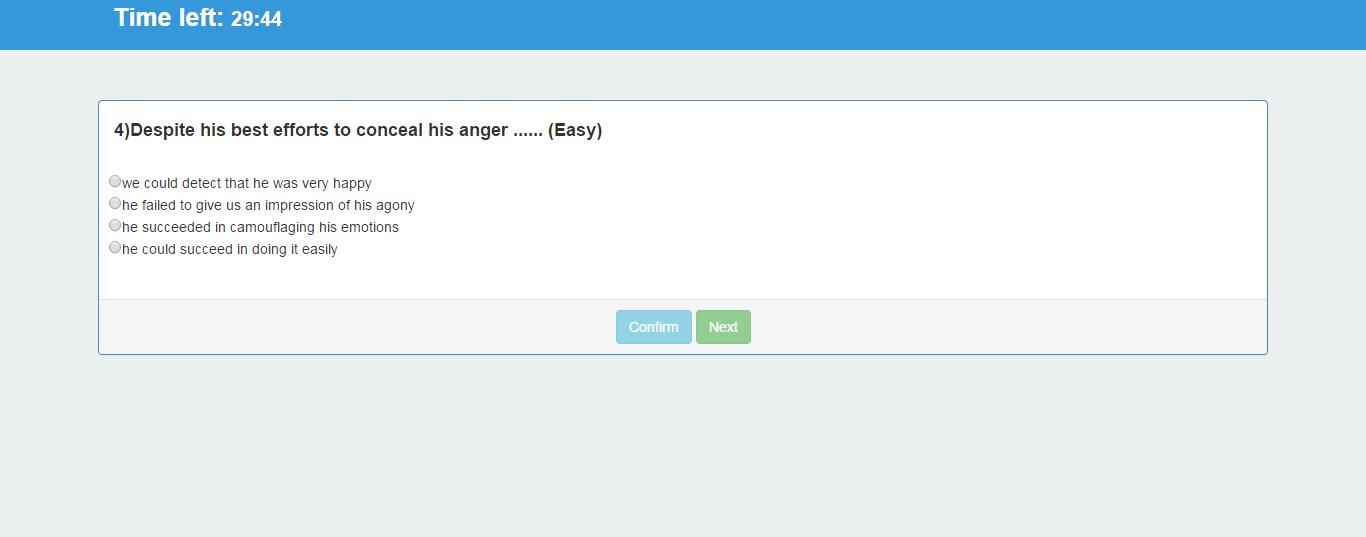 Time left: 29:44
4)Despite his best efforts to conceal his anger ...... (Easy)
we could detect that he was very happy
he failed to give us an impression of his agony
he succeeded in camouflaging his emotions
he could succeed in doing it easily
Confirm Next